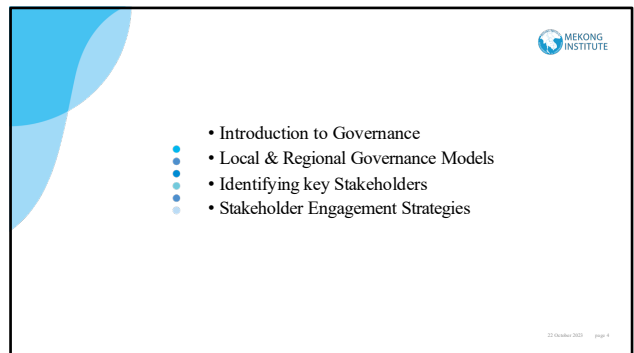 MEKONG
INSTITUTE
• Introduction to Governance
• Local & Regional Governance Models
• Identifying key Stakeholders
• Stakeholder Engagement Strategies
22 October 2025 page 4